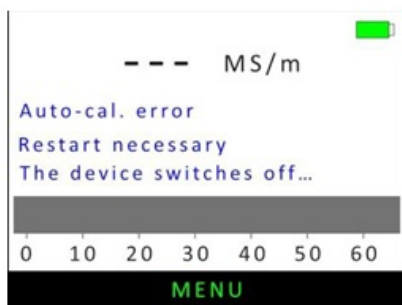 --- MS/m
Auto-cal. error
Restart necessary
The device switches off…
0 10 20 30 40 50 60
MENU